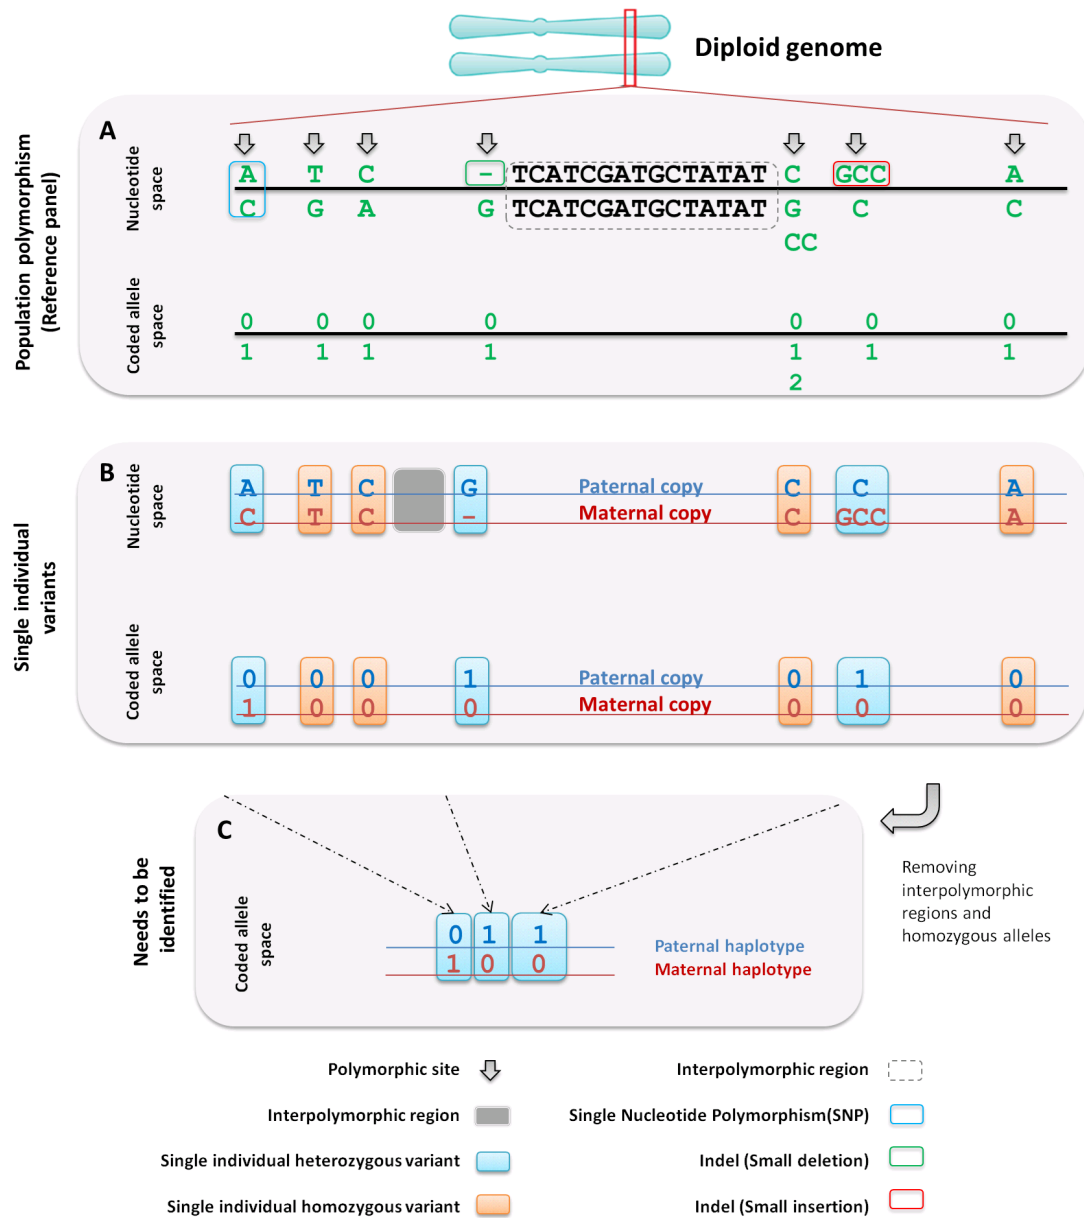 Diploid genome
Population polymorphism
(Reference panel)
A
Nucleotide
space
A T C – TCATCGATGCTATAT C GCC A
C G A G TCATCGATGCTATAT G C C
CC
Coded allele
space
0 0 0 0 0 0 0
1 1 1 1 1 1 1
2
Single individual
variants
B
Nucleotide
space
A T C G Paternal copy C C A
C T C – Maternal copy C GCC A
Coded allele
space
0 0 0 1 Paternal copy 0 1 0
1 0 0 0 Maternal copy 0 0 0
Needs to be
identified
C
Coded allele
space
0 1 1 Paternal haplotype
1 0 0 Maternal haplotype
Removing
interpolymorphic
regions and
homozygous alleles
Polymorphic site
Interpolymorphic region
Interpolymorphic region
Single Nucleotide Polymorphism(SNP)
Single individual heterozygous variant
Indel (Small deletion)
Single individual homozygous variant
Indel (Small insertion)